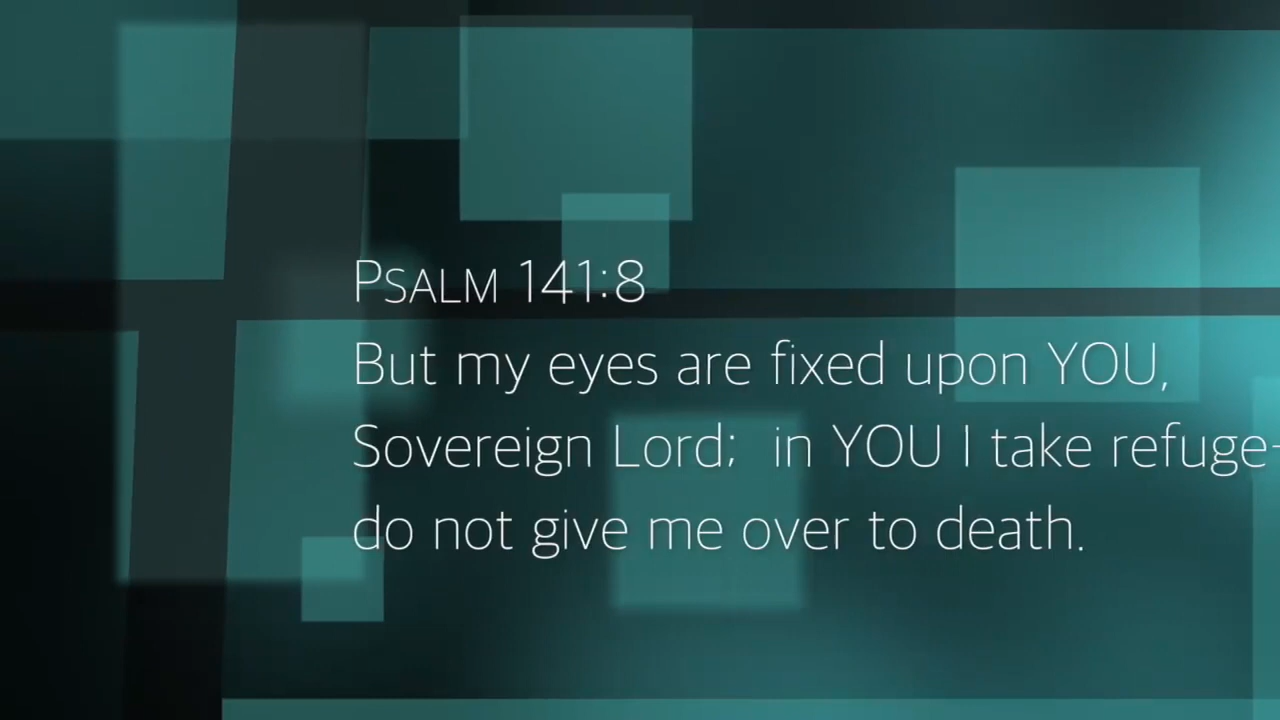 PSALM 141:8
But my eyes are fixed upon YOU,
Sovereign Lord;  in YOU I take refuge-
do not give me over to death.